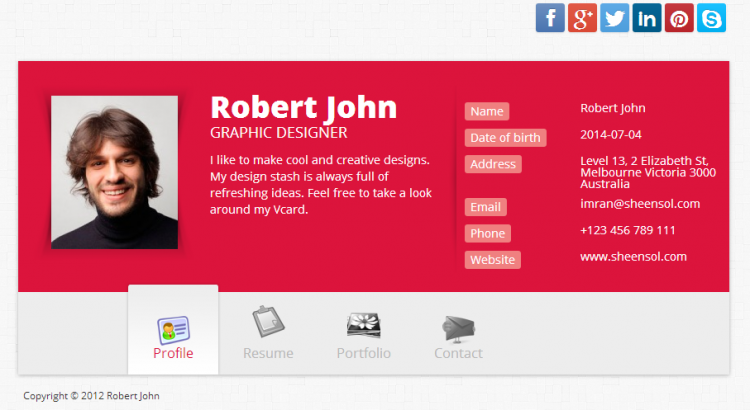 Robert John
GRAPHIC DESIGNER
I like to make cool and creative designs.
My design stash is always full of
refreshing ideas. Feel free to take a look
around my Vcard.
Name Robert John
Date of birth 2014-07-04
Address Level 13, 2 Elizabeth St,
Melbourne Victoria 3000
Australia
Email imran@sheensol.com
Phone +123 456 789 111
Website www.sheensol.com
Profile Resume Portfolio Contact
Copyright © 2012 Robert John